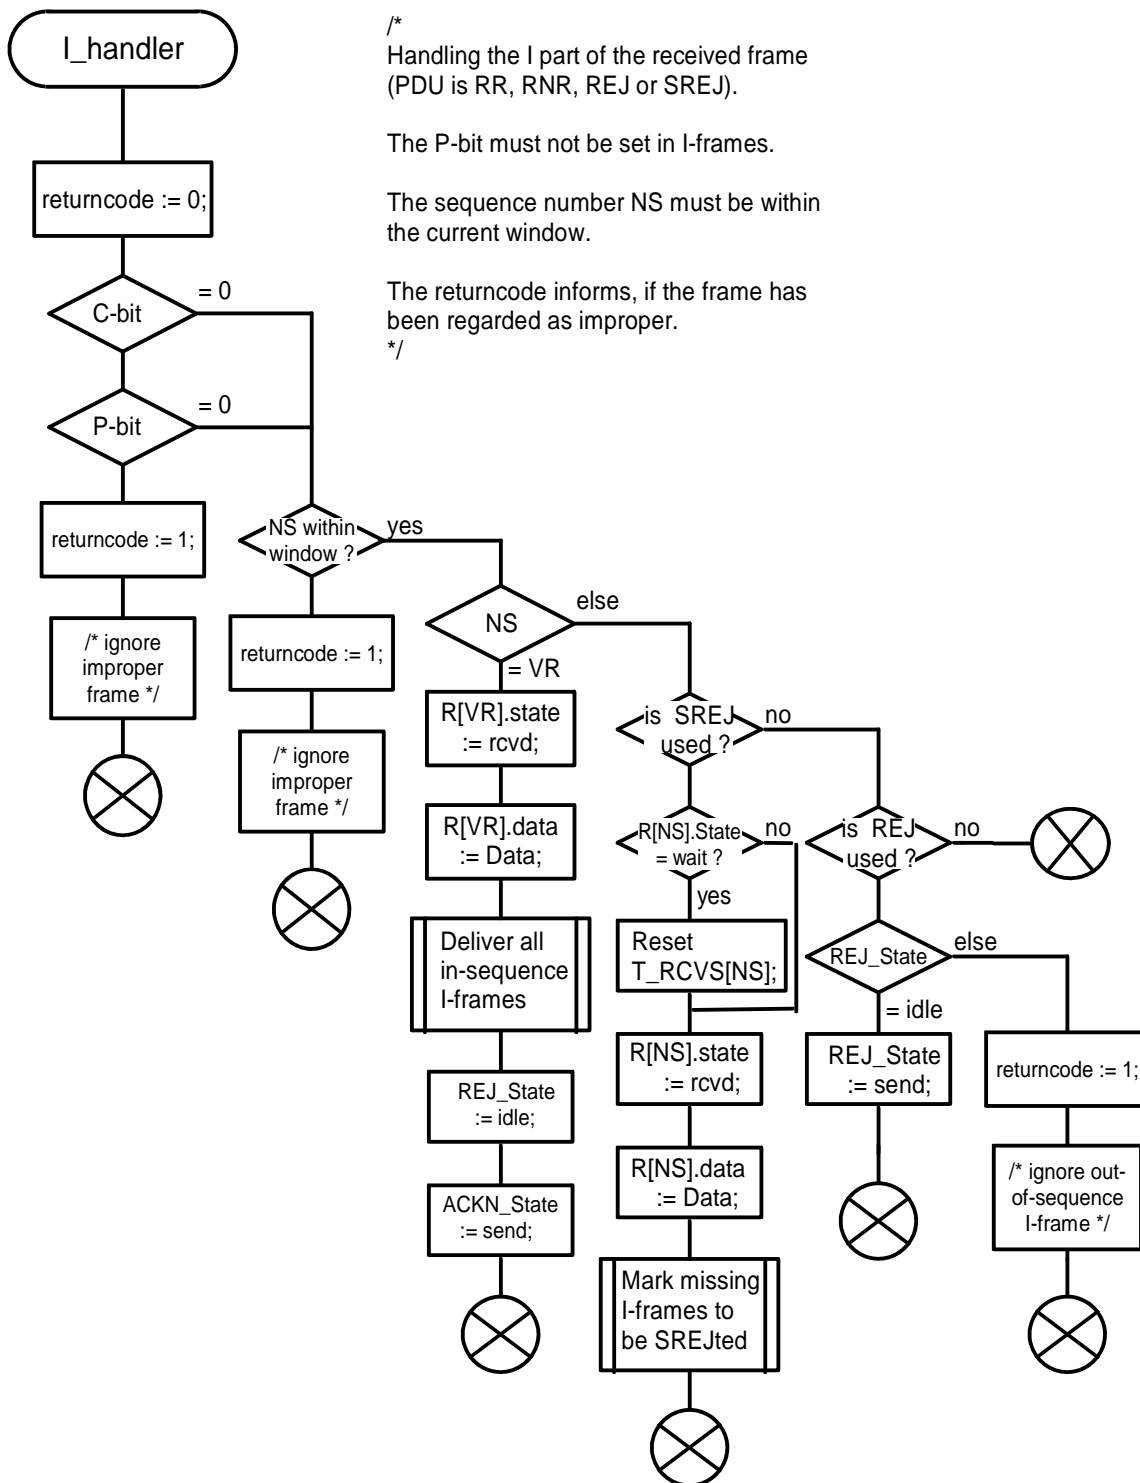 I_handler
/*
Handling the I part of the received frame
(PDU is RR, RNR, REJ or SREJ).
The P-bit must not be set in I-frames.
The sequence number NS must be within
the current window.
The returncode informs, if the frame has
been regarded as improper.
*/
returncode := 0;
C-bit
= 0
P-bit
= 0
returncode := 1;
/* ignore
improper
frame */
NS within
window ?
yes
returncode := 1;
/* ignore
improper
frame */
NS
else
= VR
R[VR].state
:= rcvd;
R[VR].data
:= Data;
Deliver all
in-sequence
I-frames
REJ_State
:= idle;
ACKN_State
:= send;
is SREJ
used ?
no
R[NS].State
= wait ?
no
yes
Reset
T_RCVS[NS];
R[NS].state
:= rcvd;
R[NS].data
:= Data;
Mark missing
I-frames to
be SREJted
is REJ
used ?
no
REJ_State
else
= idle
REJ_State
:= send;
returncode := 1;
/* ignore out-
of-sequence
I-frame */